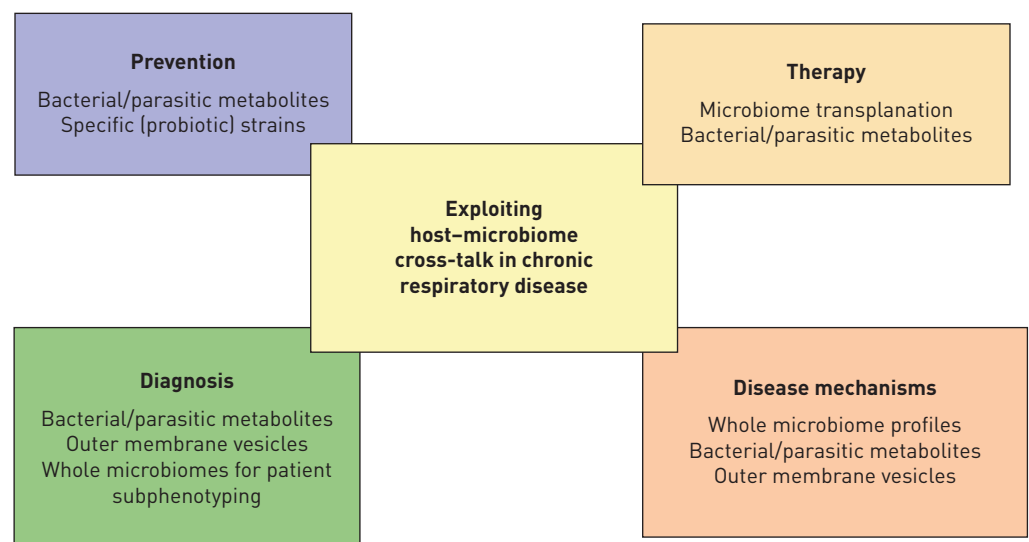 Prevention
Bacterial/parasitic metabolites
Specific (probiotic) strains
Therapy
Microbiome transplanation
Bacterial/parasitic metabolites
Exploiting
host–microbiome
cross-talk in chronic
respiratory disease
Diagnosis
Bacterial/parasitic metabolites
Outer membrane vesicles
Whole microbiomes for patient
subphenotyping
Disease mechanisms
Whole microbiome profiles
Bacterial/parasitic metabolites
Outer membrane vesicles